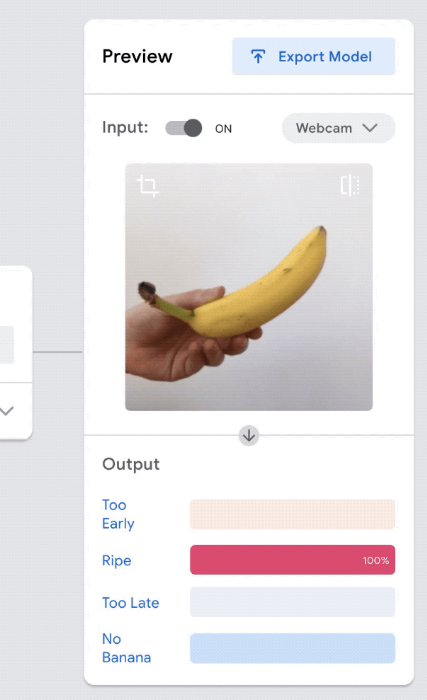 Preview
Export Model
Input:
ON
Webcam
Output
Too
Early
Ripe
100%
Too Late
No
Banana